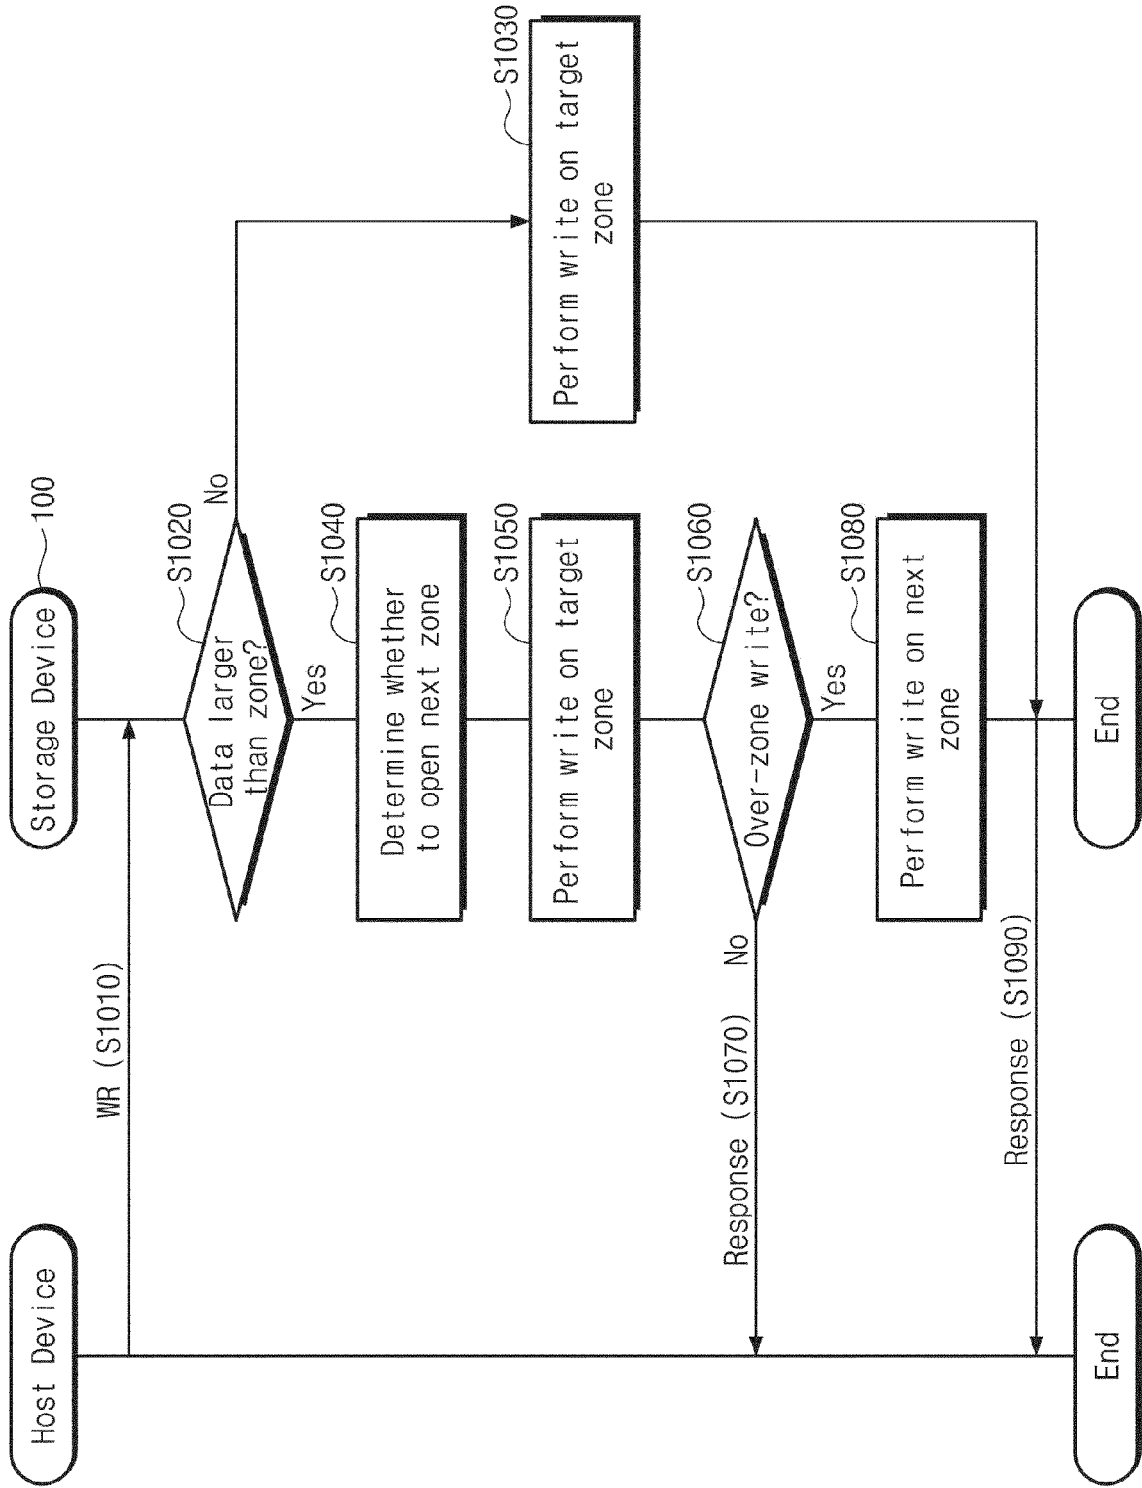 Host Device
Storage Device
100
WR (S1010)
S1020
Data larger
than zone?
No
Yes
S1030
Perform write on target
zone
S1040
Determine whether
to open next zone
S1050
Perform write on target
zone
S1060
Over-zone write?
Response (S1070)
No
Yes
S1080
Perform write on next
zone
Response (S1090)
End
End